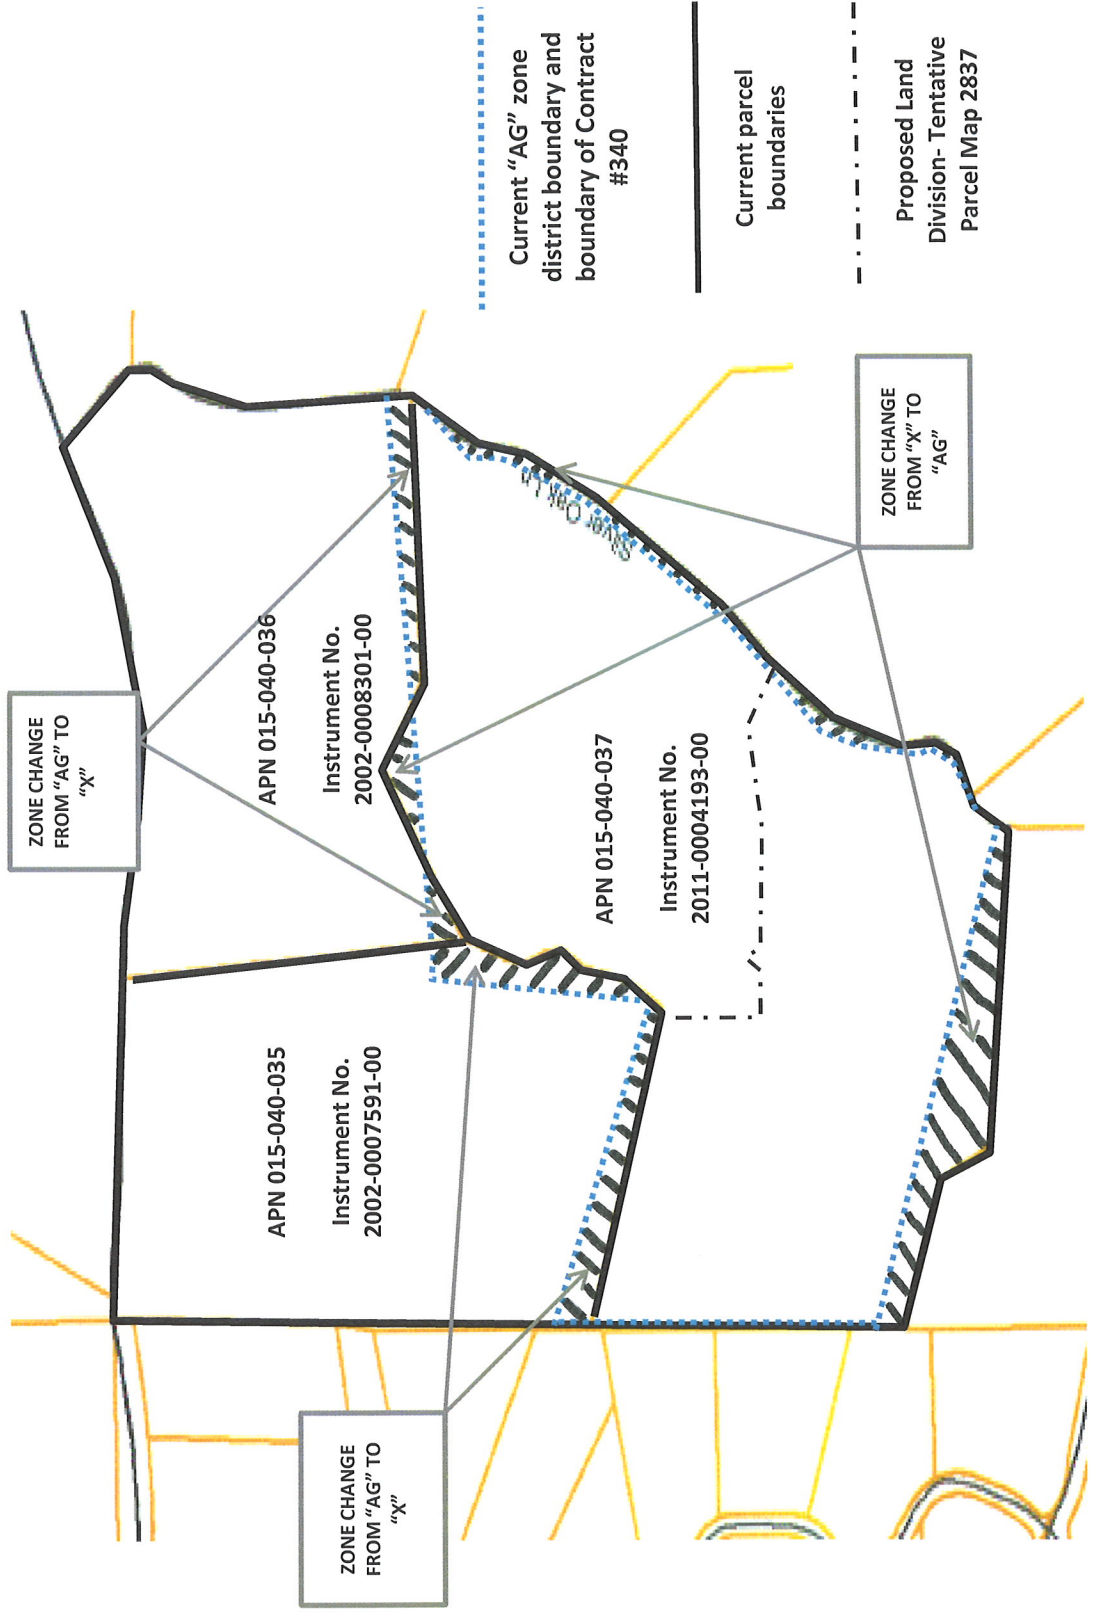 ZONE CHANGE
FROM “AG” TO
“X”
APN 015-040-035
Instrument No.
2002-0007591-00
ZONE CHANGE
FROM “AG” TO
“X”
APN 015-040-036
Instrument No.
2002-0008301-00
APN 015-040-037
Instrument No.
2011-0004193-00
Silver Oak Ln
ZONE CHANGE
FROM “X” TO
“AG”
Current “AG” zone
district boundary and
boundary of Contract
#340
Current parcel
boundaries
Proposed Land
Division- Tentative
Parcel Map 2837